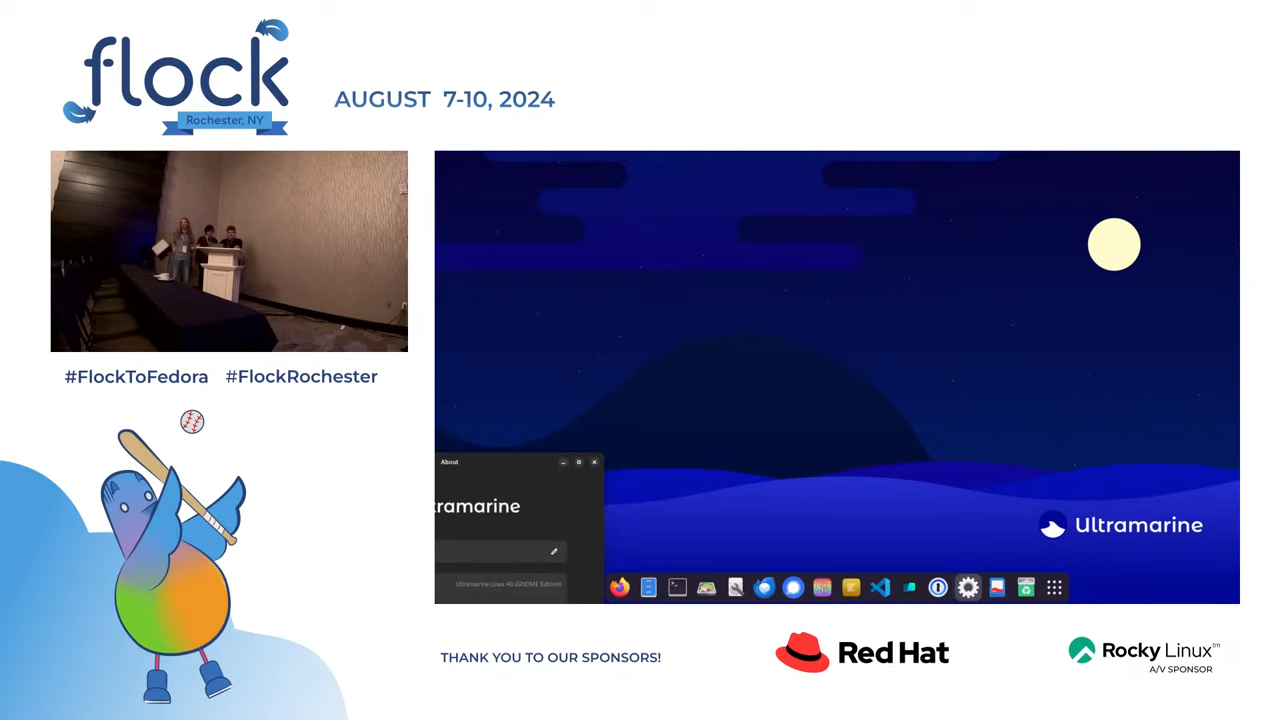 flock
Rochester, NY
AUGUST 7-10, 2024
#FlockToFedora #FlockRochester
About
tramarine
Ultramarine Linux 40 (GNOME Edition)
Ultramarine
THANK YOU TO OUR SPONSORS!
Red Hat
Rocky Linux™
A/V SPONSOR